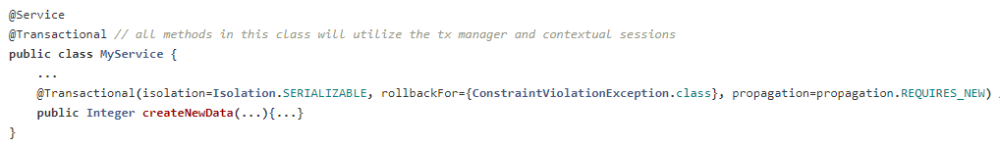 @Service
@Transactional // all methods in this class will utilize the tx manager and contextual sessions
public class MyService {
...
@Transactional(isolation=Isolation.SERIALIZABLE, rollbackFor={ConstraintViolationException.class}, propagation=propagation.REQUIRES_NEW)
public Integer createNewData(...){...}
}